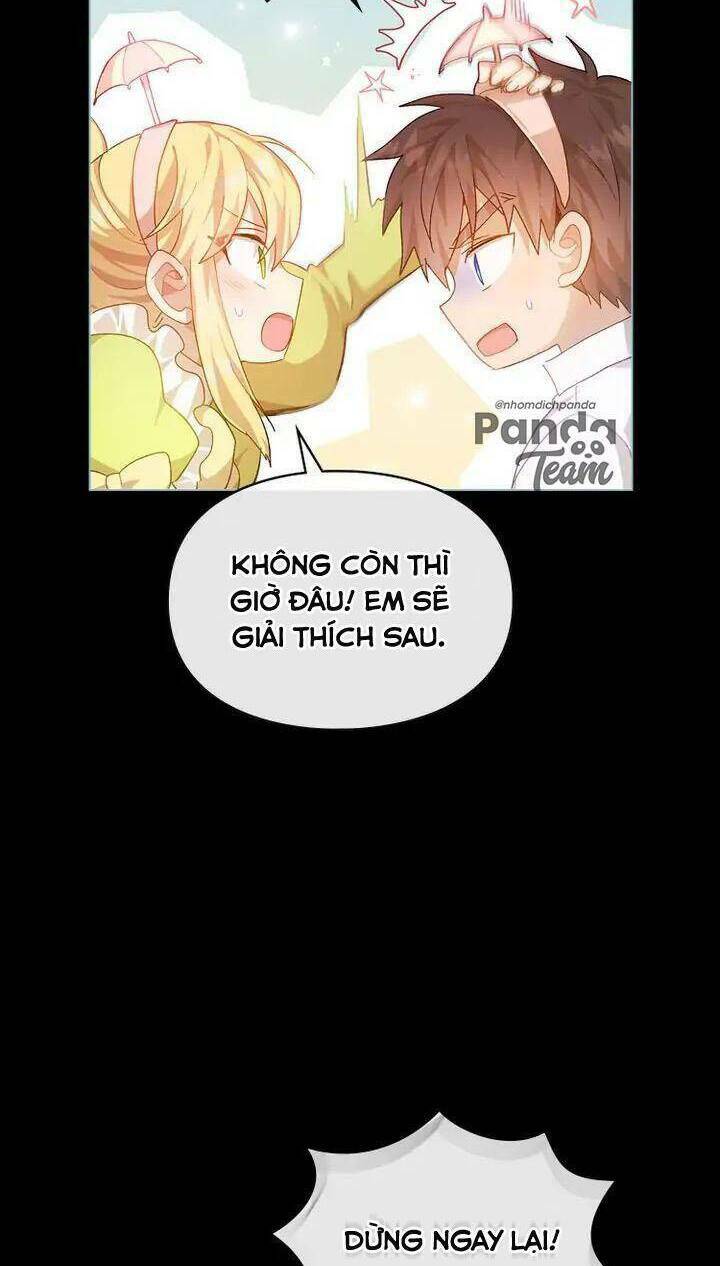 @nhomdichpanda
Panda
Team
KHÔNG CÒN THÌ
GIỜ ĐÂU! EM SẼ
GIẢI THÍCH SAU.
DỪNG NGAY LẠI!